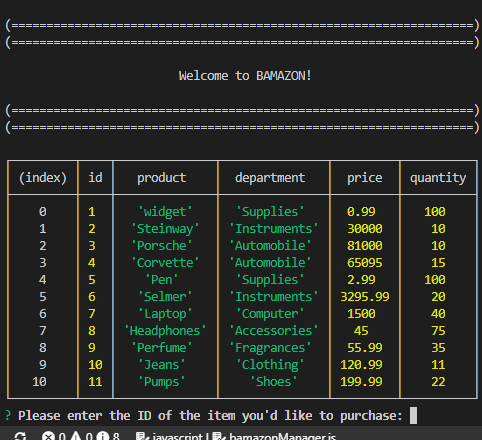 (==================================================================)
(==================================================================)
Welcome to BAMAZON!
(==================================================================)
(==================================================================)
(index) id product department price quantity
0 1 'widget' 'Supplies' 0.99 100
1 2 'Steinway' 'Instruments' 30000 10
2 3 'Porsche' 'Automobile' 81000 10
3 4 'Corvette' 'Automobile' 65095 15
4 5 'Pen' 'Supplies' 2.99 100
5 6 'Selmer' 'Instruments' 3295.99 20
6 7 'Laptop' 'Computer' 1500 40
7 8 'Headphones' 'Accessories' 45 75
8 9 'Perfume' 'Fragrances' 55.99 35
9 10 'Jeans' 'Clothing' 120.99 11
10 11 'Pumps' 'Shoes' 199.99 22
? Please enter the ID of the item you'd like to purchase:
0 0 8 javascript | bamazonManager.js